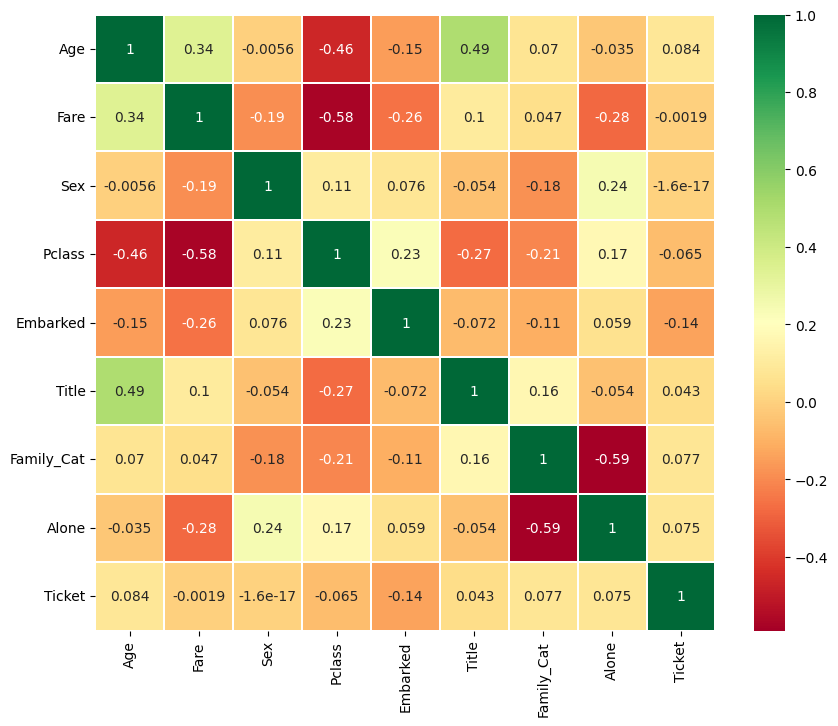 Age 1 0.34 -0.0056 -0.46 -0.15 0.49 0.07 -0.035 0.084
Fare 0.34 1 -0.19 -0.58 -0.26 0.1 0.047 -0.28 -0.0019
Sex -0.0056 -0.19 1 0.11 0.076 -0.054 -0.18 0.24 -1.6e-17
Pclass -0.46 -0.58 0.11 1 0.23 -0.27 -0.21 0.17 -0.065
Embarked -0.15 -0.26 0.076 0.23 1 -0.072 -0.11 0.059 -0.14
Title 0.49 0.1 -0.054 -0.27 -0.072 1 0.16 -0.054 0.043
Family_Cat 0.07 0.047 -0.18 -0.21 -0.11 0.16 1 -0.59 0.077
Alone -0.035 -0.28 0.24 0.17 0.059 -0.054 -0.59 1 0.075
Ticket 0.084 -0.0019 -1.6e-17 -0.065 -0.14 0.043 0.077 0.075 1
Age Fare Sex Pclass Embarked Title Family_Cat Alone Ticket
1.0
0.8
0.6
0.4
0.2
0.0
−0.2
−0.4